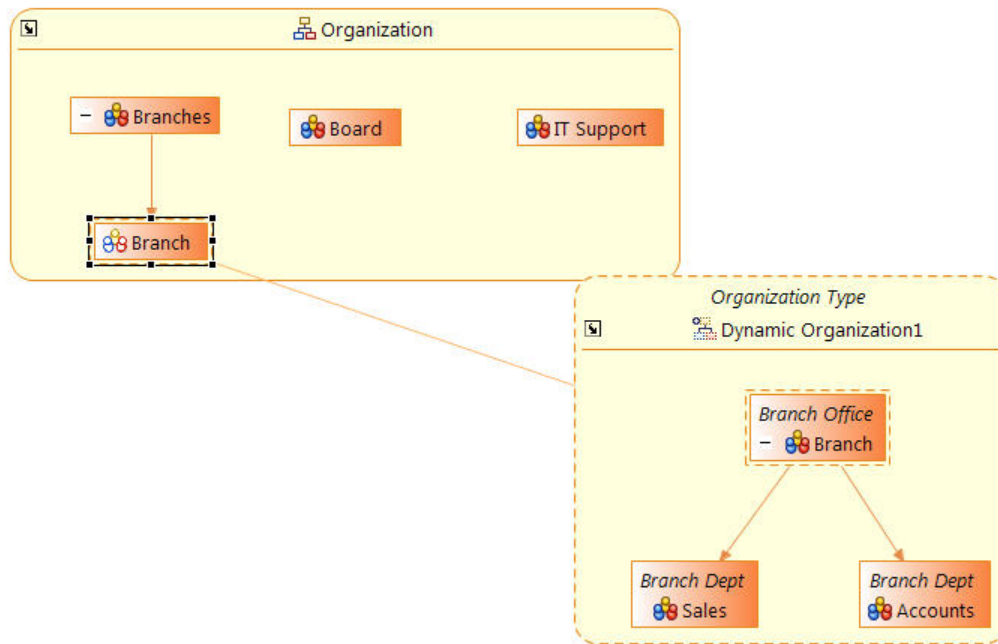 Organization
Branches
Board
IT Support
Branch
Organization Type
Dynamic Organization1
Branch Office
Branch
Branch Dept
Sales
Branch Dept
Accounts